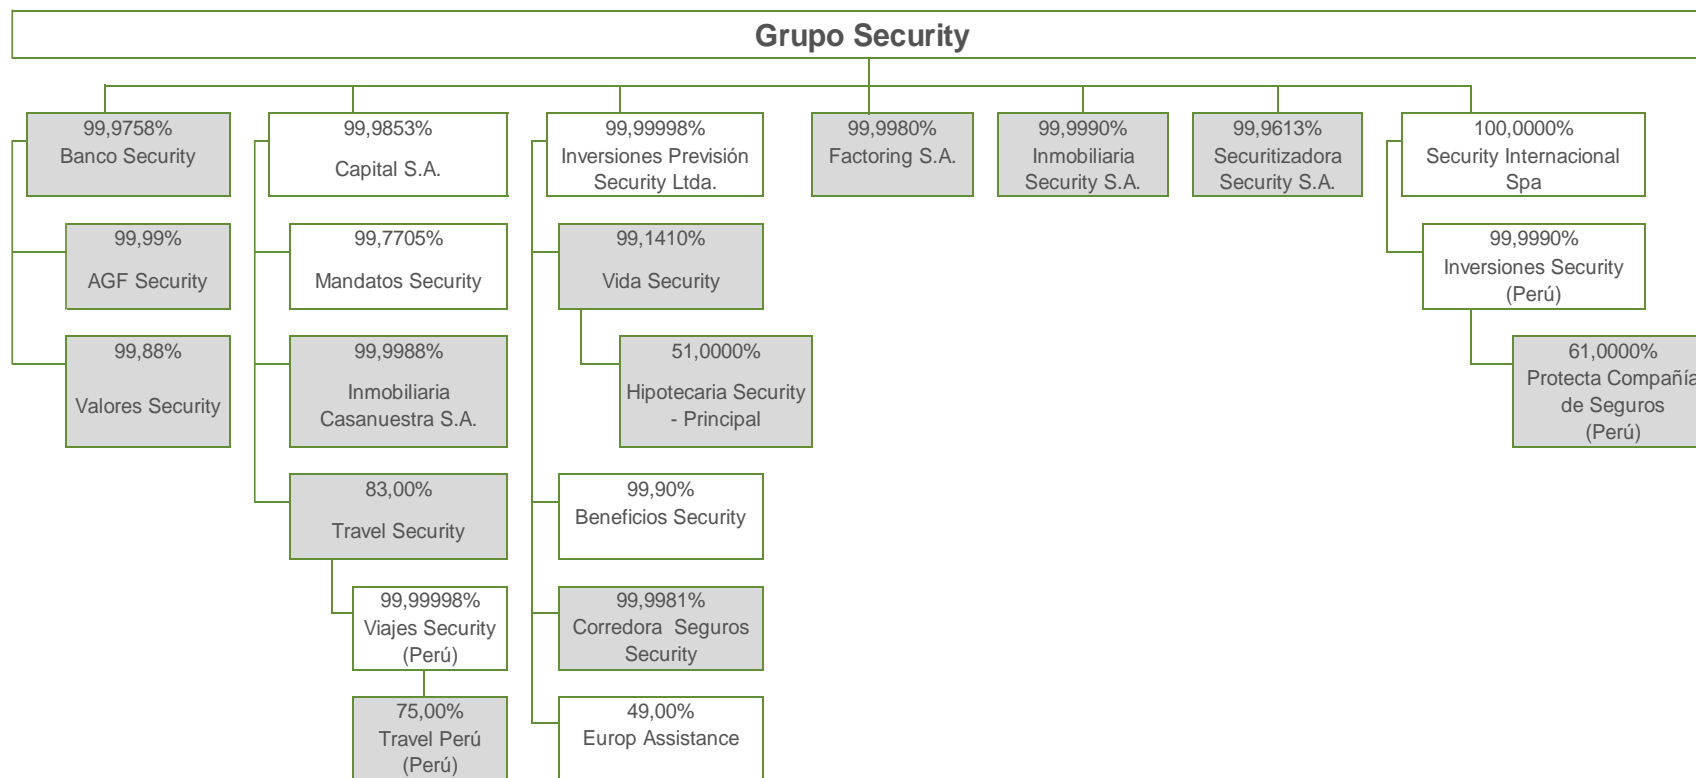 Grupo Security
99,9758%
Banco Security
99,9853%
Capital S.A.
99,99998%
Inversiones Previsión
Security Ltda.
99,9980%
Factoring S.A.
99,9990%
Inmobiliaria
Security S.A.
99,9613%
Securitizadora
Security S.A.
100,0000%
Security Internacional
Spa
99,99%
AGF Security
99,7705%
Mandatos Security
99,1410%
Vida Security
99,9990%
Inversiones Security
(Perú)
99,88%
Valores Security
99,9988%
Inmobiliaria
Casanuestra S.A.
51,0000%
Hipotecaria Security
- Principal
61,0000%
Protecta Compañía
de Seguros
(Perú)
83,00%
Travel Security
99,90%
Beneficios Security
99,99998%
Viajes Security
(Perú)
99,9981%
Corredora  Seguros
Security
75,00%
Travel Perú
(Perú)
49,00%
Europ Assistance